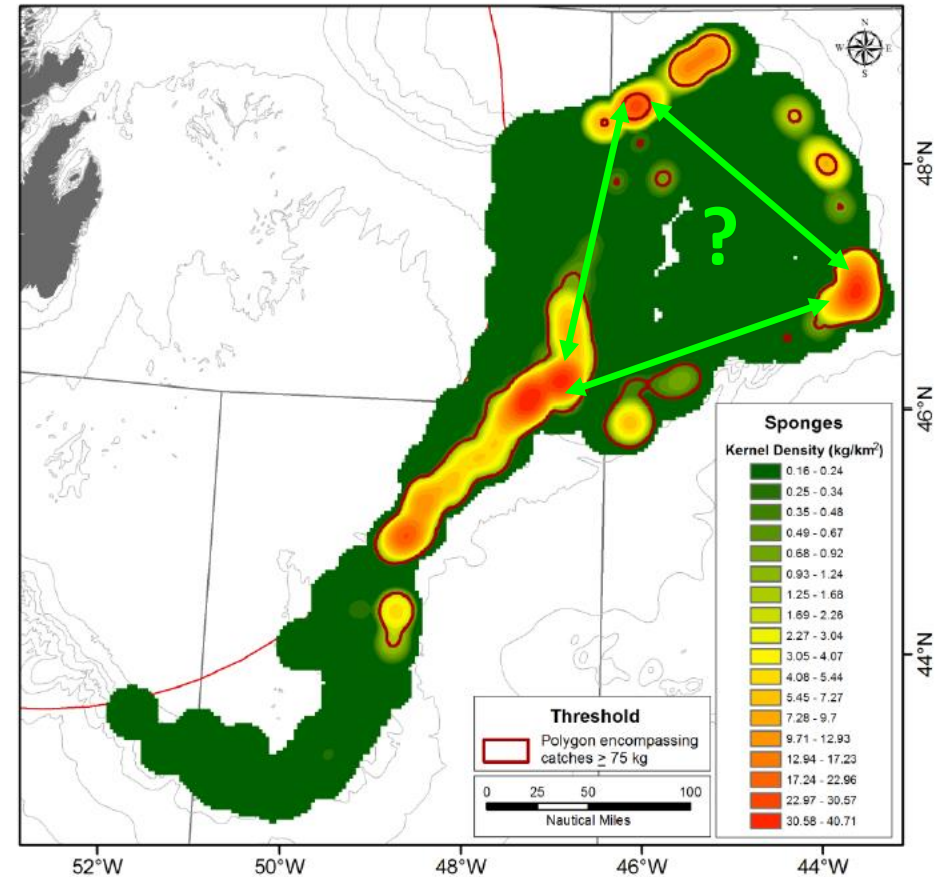 N
W E
S
48°N
?
46°N
44°N
Sponges
Kernel Density (kg/km²)
0.16 - 0.24
0.25 - 0.34
0.35 - 0.48
0.49 - 0.67
0.68 - 0.92
0.93 - 1.24
1.25 - 1.68
1.69 - 2.26
2.27 - 3.04
3.05 - 4.07
4.08 - 5.44
5.45 - 7.27
7.28 - 9.7
9.71 - 12.93
12.94 - 17.23
17.24 - 22.96
22.97 - 30.57
30.58 - 40.71
Threshold
Polygon encompassing
catches ≥ 75 kg
0 25 50 100
Nautical Miles
52°W 50°W 48°W 46°W 44°W